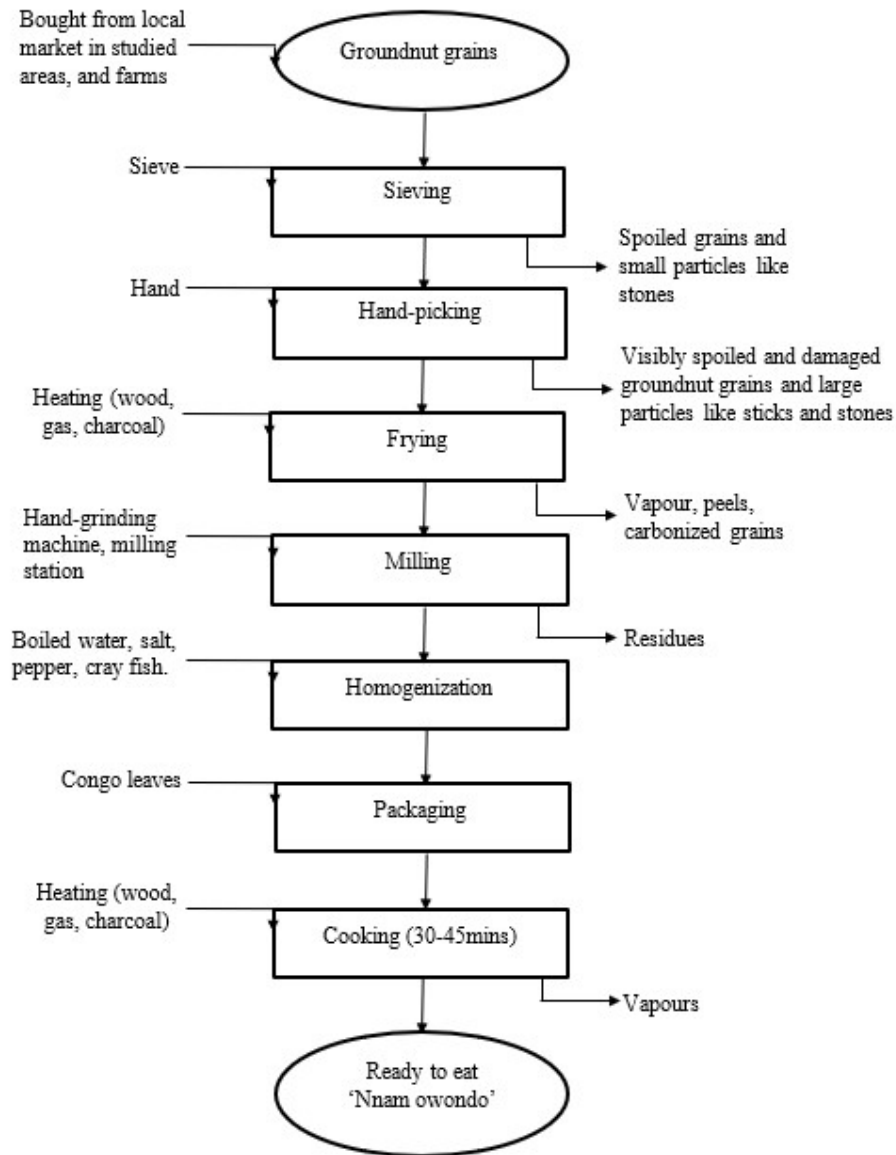 Bought from local
market in studied
areas, and farms
Groundnut grains
Sieve
Sieving
Spoiled grains and
small particles like
stones
Hand
Hand-picking
Visibly spoiled and damaged
groundnut grains and large
particles like sticks and stones
Heating (wood,
gas, charcoal)
Frying
Vapour, peels,
carbonized grains
Hand-grinding
machine, milling
station
Milling
Residues
Boiled water, salt,
pepper, cray fish.
Homogenization
Congo leaves
Packaging
Heating (wood,
gas, charcoal)
Cooking (30-45mins)
Vapours
Ready to eat
‘Nnam owondo’